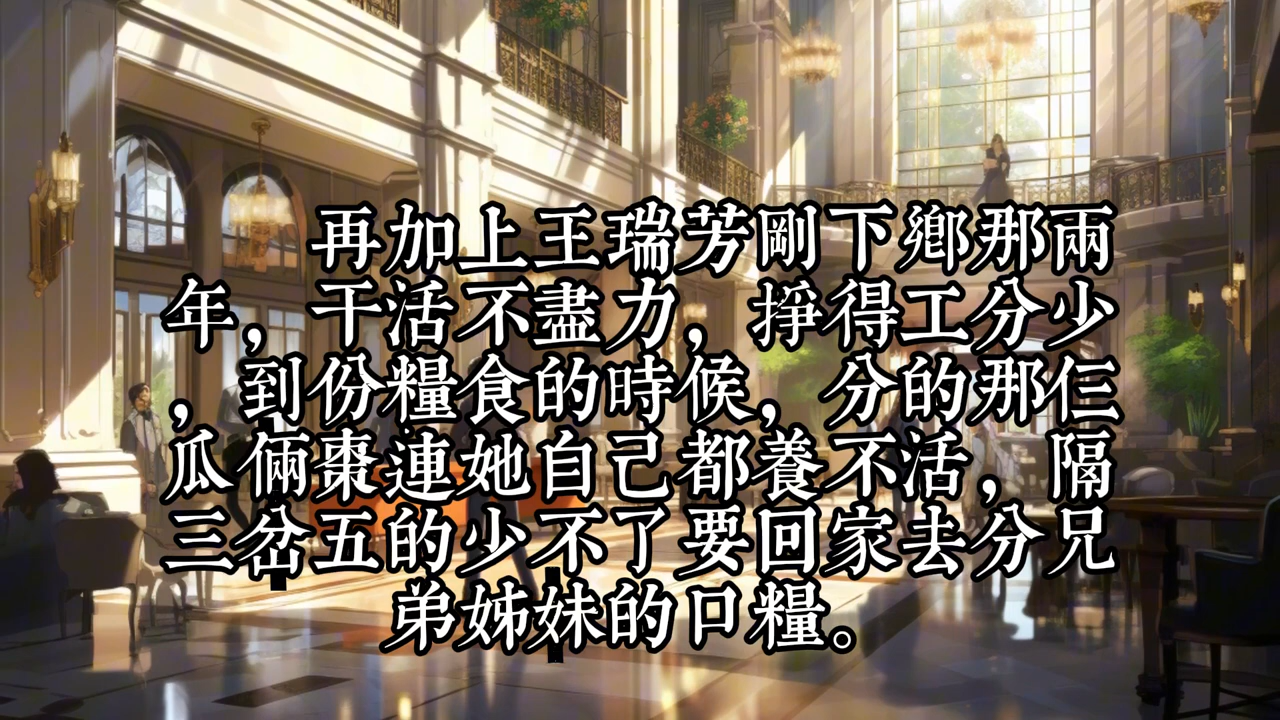 再加上王瑞芳剛下鄉那兩
年，干活不盡力，掙得工分少
，到份糧食的時候，分的那仨
瓜倆棗連她自己都養不活，隔
三岔五的少不了要回家去分兄
弟姊妹的口糧。